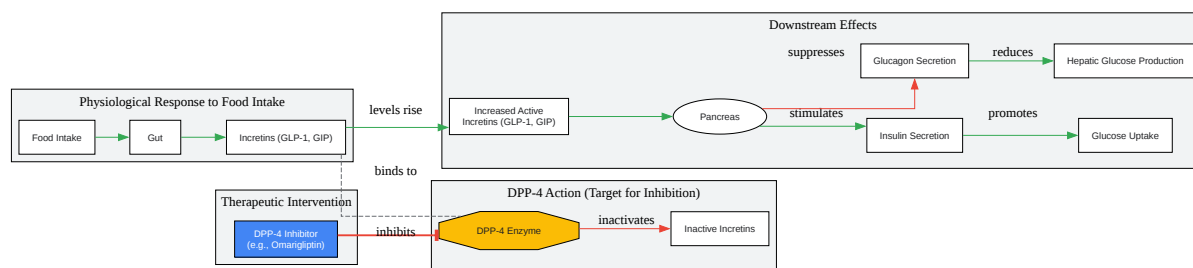 Downstream Effects
suppresses
Glucagon Secretion
reduces
Hepatic Glucose Production
Physiological Response to Food Intake
levels rise
Increased Active
Incretins (GLP-1, GIP)
Pancreas
stimulates
Insulin Secretion
promotes
Glucose Uptake
Food Intake
Gut
Incretins (GLP-1, GIP)
binds to
Therapeutic Intervention
DPP-4 Action (Target for Inhibition)
DPP-4 Inhibitor
(e.g., Omarigliptin)
inhibits
DPP-4 Enzyme
inactivates
Inactive Incretins